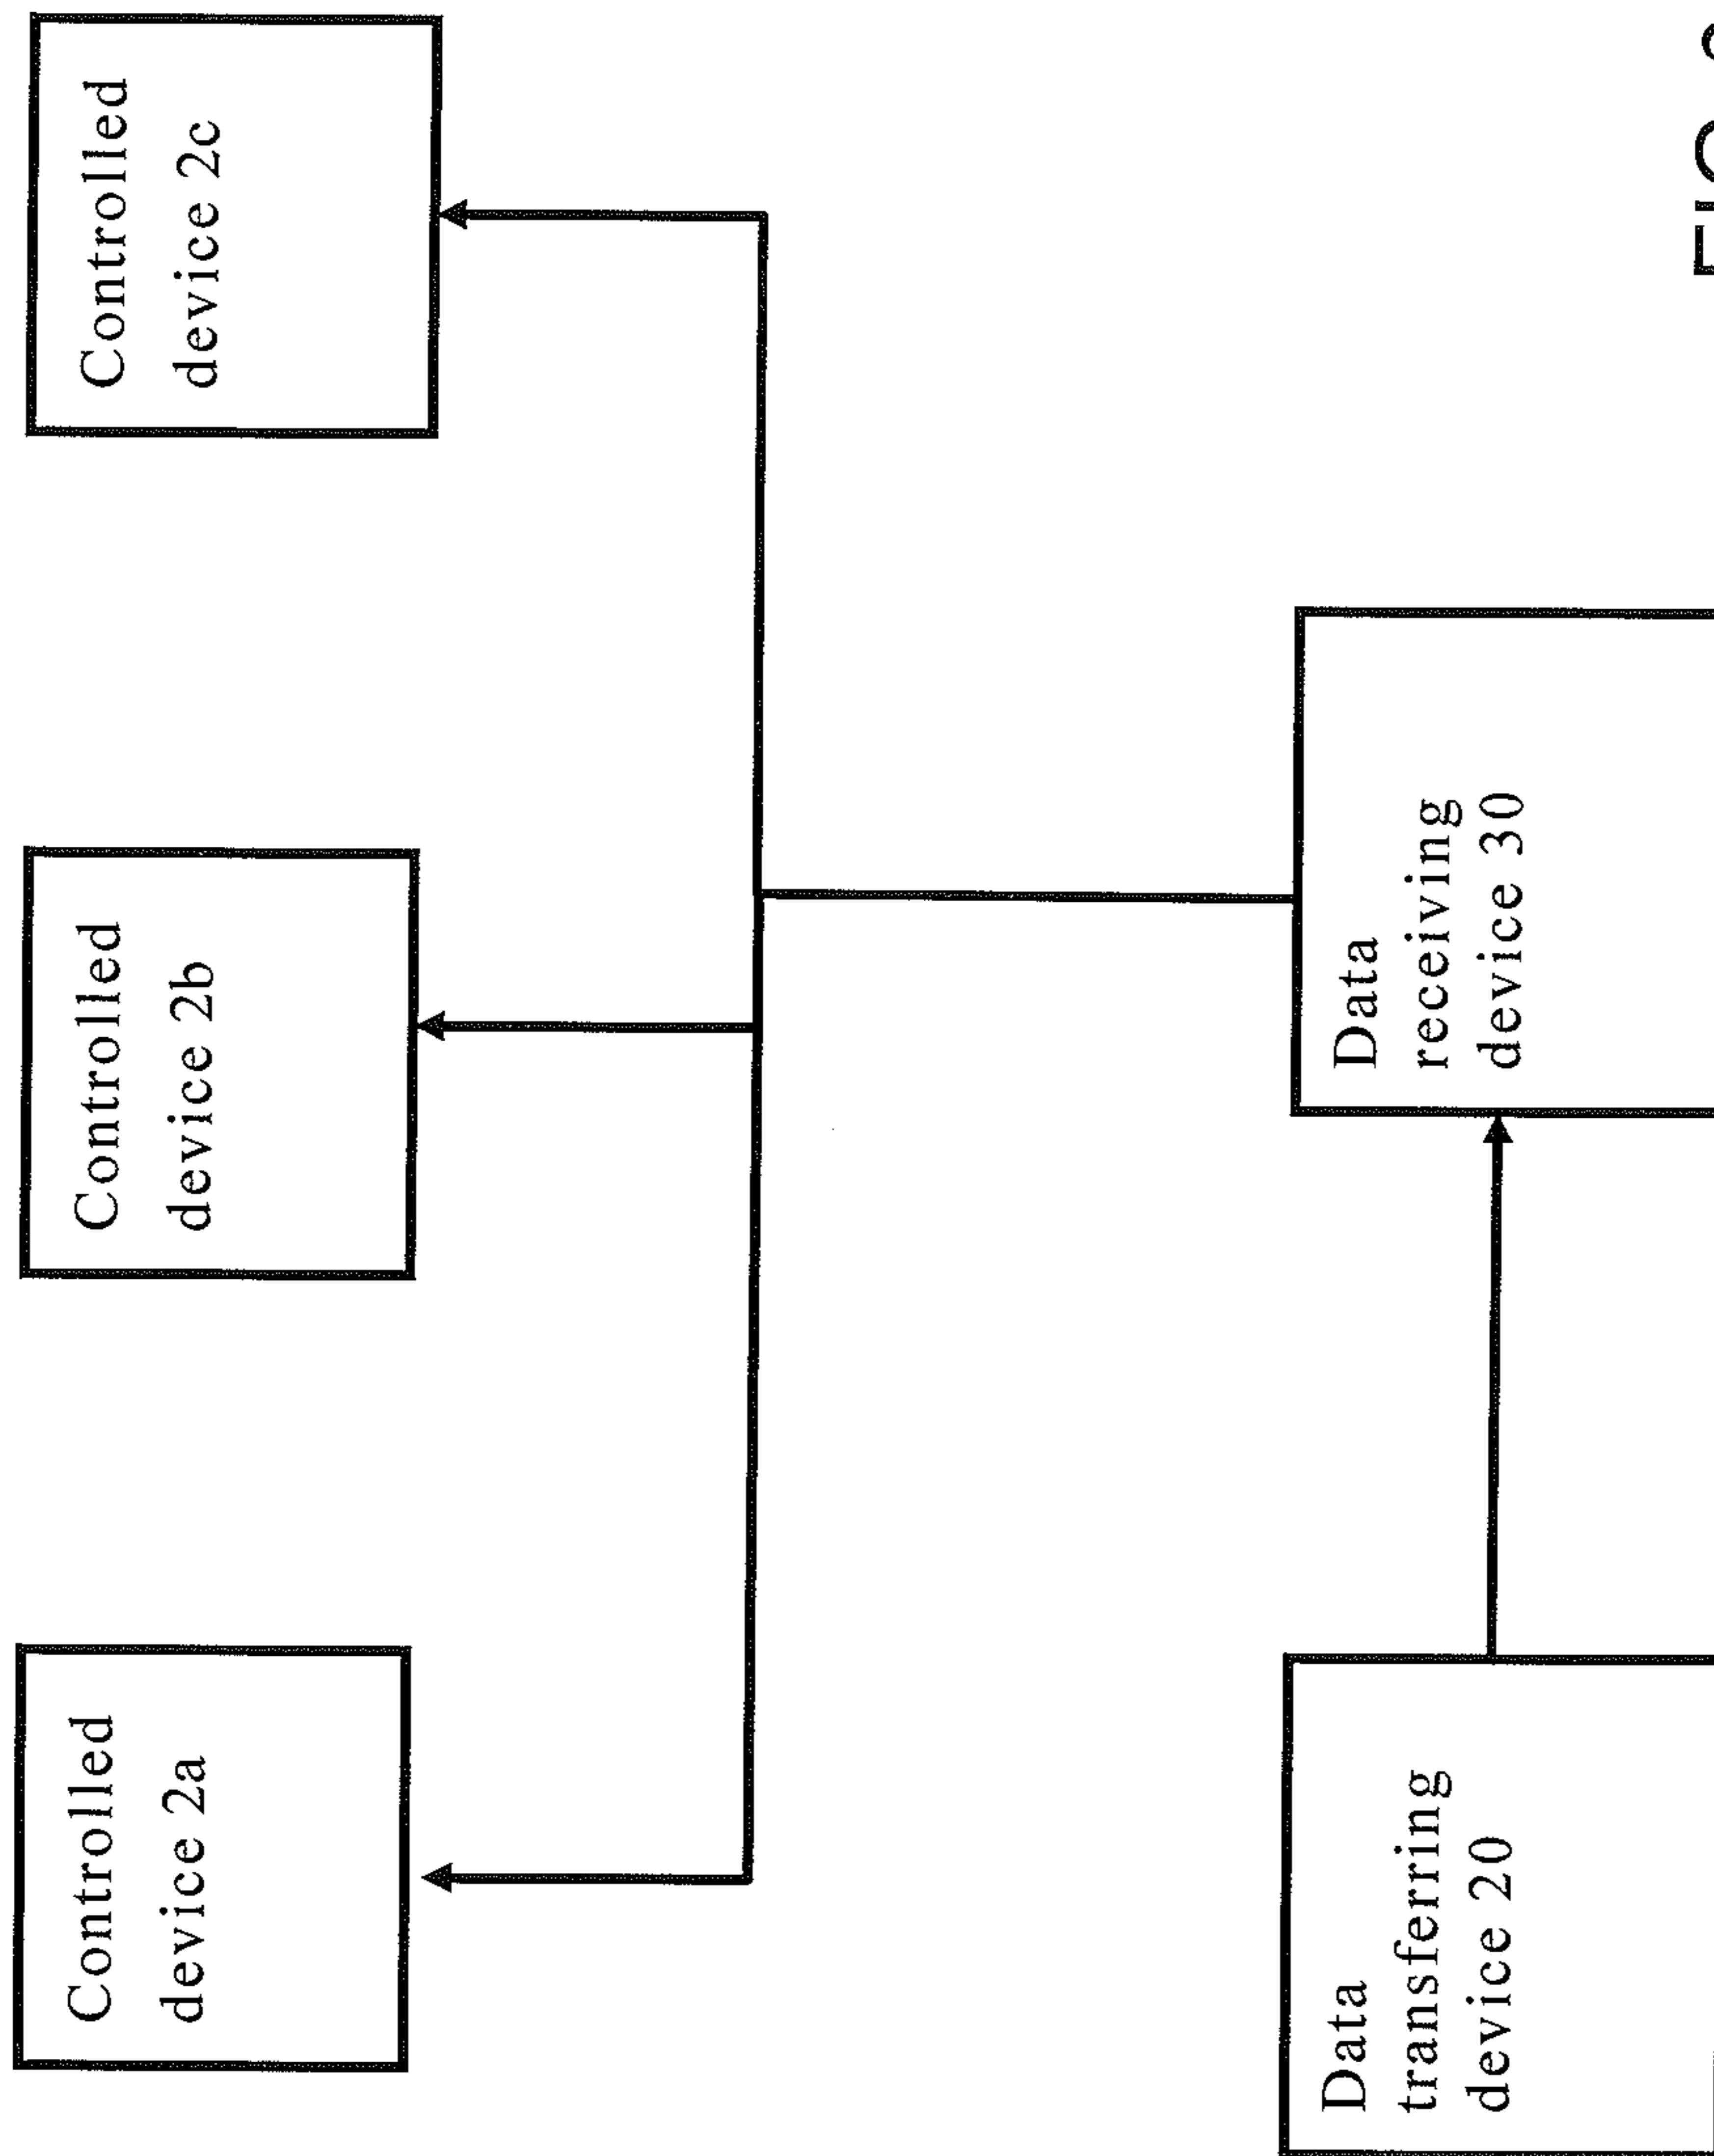 Controlled
device 2a
Controlled
device 2b
Controlled
device 2c
Data
transferring
device 20
Data
receiving
device 30